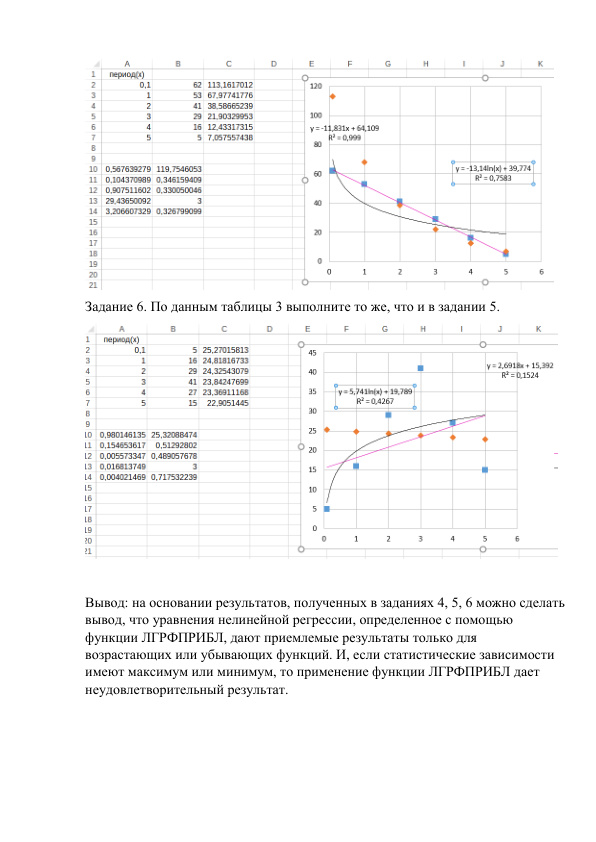 A B C D E F G H I J K
1 период(x)
2 0,1 62 113,1617012
3 1 53 67,97741776
4 2 41 38,58665239
5 3 29 21,90329953
6 4 16 12,43317315
7 5 5 7,057557438
8
9
10 0,567639279 119,7546053
11 0,104370989 0,346159409
12 0,907511602 0,330050046
13 29,43650092 3
14 3,206607329 0,326799099
15
16
17
18
19
20
21
120
100
y = -11,831x + 64,109
R² = 0,999
80
y = -13,14ln(x) + 39,774
R² = 0,7583
60
40
20
0
0 1 2 3 4 5 6
Задание 6. По данным таблицы 3 выполните то же, что и в задании 5.
A B C D E F G H I J K
1 период(x)
2 0,1 5 25,27015813
3 1 16 24,81816733
4 2 29 24,32543079
5 3 41 23,84247699
6 4 27 23,36911168
7 5 15 22,9051445
8
9
10 0,980146135 25,32088474
11 0,154653617 0,51292802
12 0,005573347 0,489057678
13 0,016813749 3
14 0,004021469 0,717532239
15
16
17
18
19
20
21
45
y = 2,6918x + 15,392
R² = 0,1524
40
35
y = 5,741ln(x) + 19,789
R² = 0,4267
30
25
20
15
10
5
0
0 1 2 3 4 5 6
Вывод: на основании результатов, полученных в заданиях 4, 5, 6 можно сделать
вывод, что уравнения нелинейной регрессии, определенное с помощью
функции ЛГРФПРИБЛ, дают приемлемые результаты только для
возрастающих или убывающих функций. И, если статистические зависимости
имеют максимум или минимум, то применение функции ЛГРФПРИБЛ дает
неудовлетворительный результат.